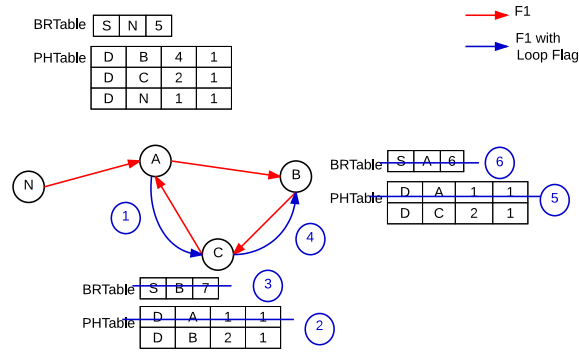 F1
F1 with
Loop Flag
BRTable S N 5
PHTable D B 4 1
D C 2 1
D N 1 1
A
N
B
1
C
4
BRTable S A 6
6
PHTable D A 1 1
D C 2 1
5
BRTable S B 7
3
PHTable D A 1 1
D B 2 1
2